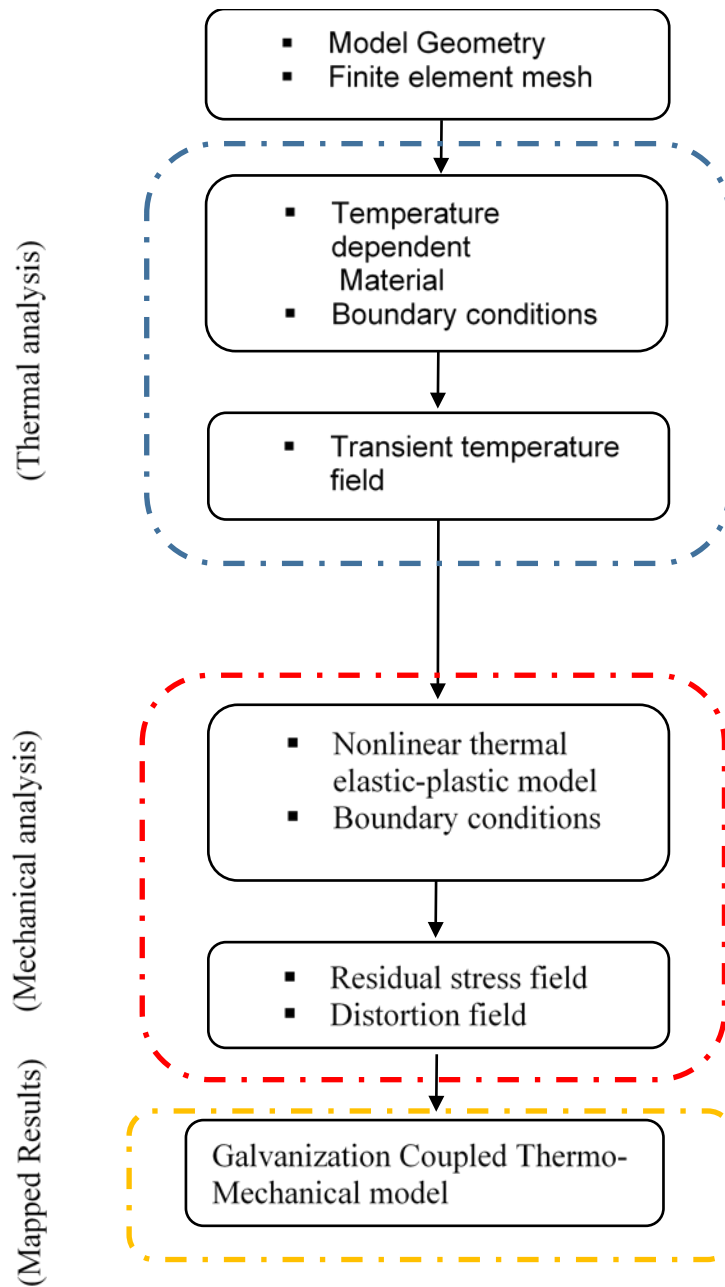 ▪ Model Geometry
▪ Finite element mesh
(Thermal analysis)
▪ Temperature
dependent
Material
▪ Boundary conditions
▪ Transient temperature
field
(Mechanical analysis)
▪ Nonlinear thermal
elastic-plastic model
▪ Boundary conditions
▪ Residual stress field
▪ Distortion field
(Mapped Results)
Galvanization Coupled Thermo-
Mechanical model